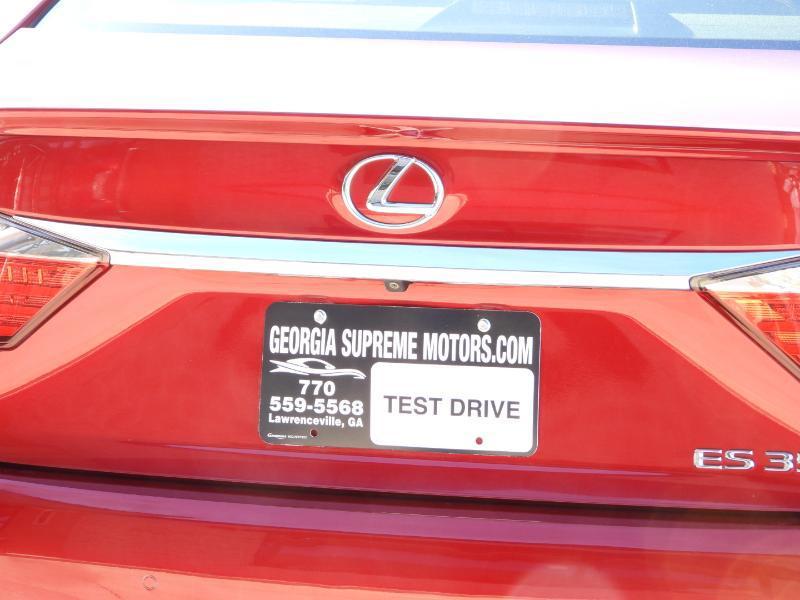 GEORGIA SUPREME MOTORS.COM
770
559-5568
Lawrenceville, GA
TEST DRIVE
ES 35